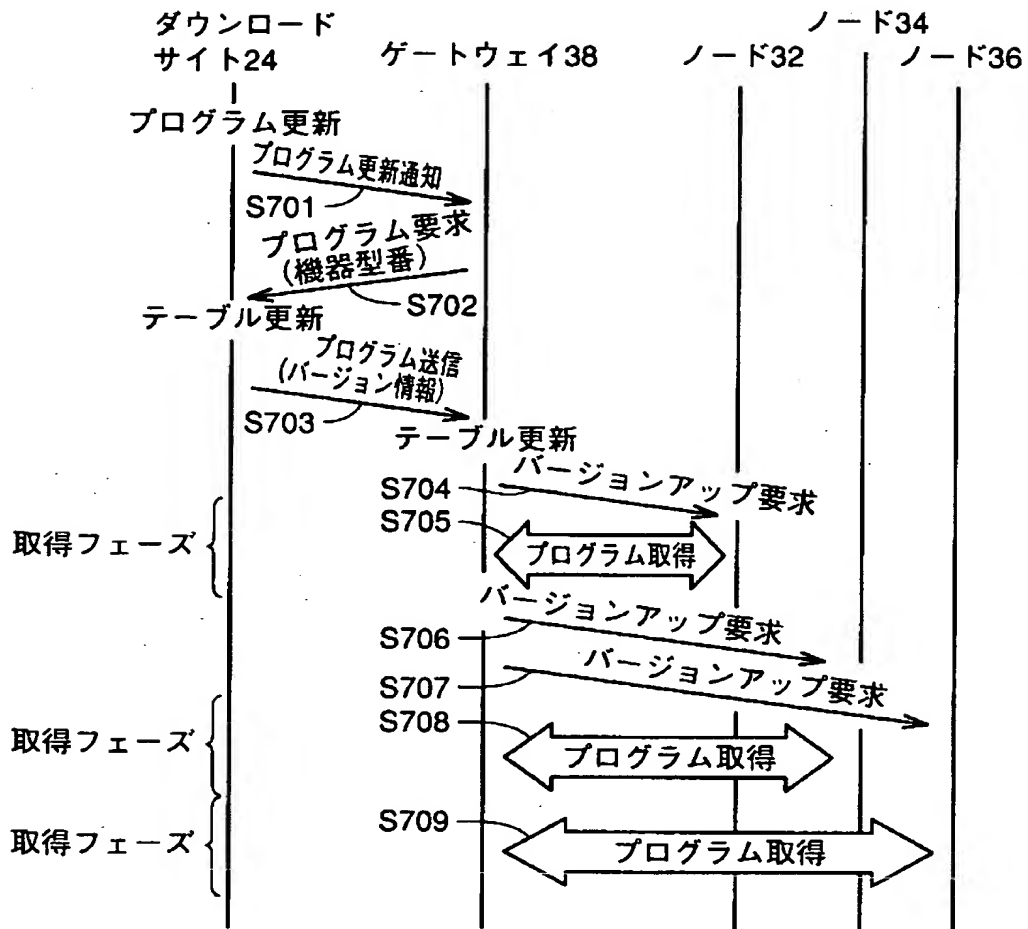 ダウンロード
サイト24
ゲートウェイ38
ノード32
ノード34
ノード36
プログラム更新
プログラム更新通知
S701
プログラム要求
(機器型番)
S702
テーブル更新
プログラム送信
(バージョン情報)
S703
テーブル更新
バージョンアップ要求
S704
S705
取得フェーズ
プログラム取得
バージョンアップ要求
S706
バージョンアップ要求
S707
S708
取得フェーズ
プログラム取得
S709
取得フェーズ
プログラム取得